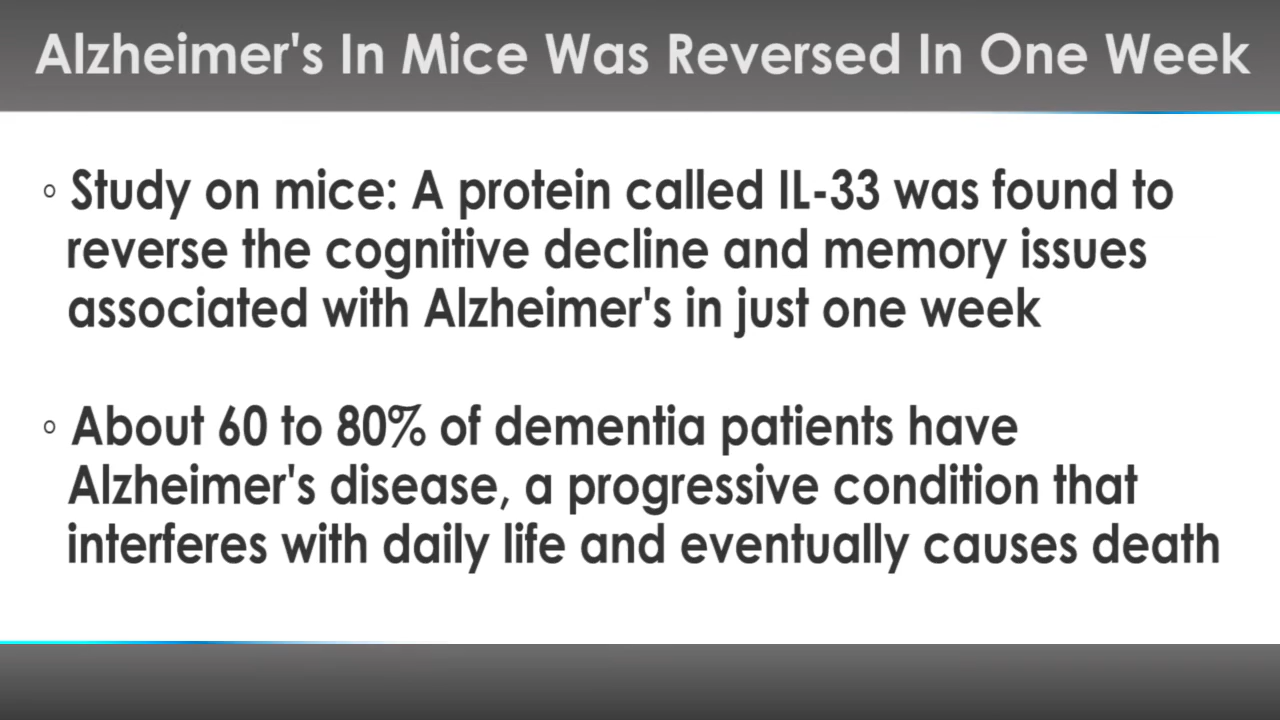 Alzheimer's In Mice Was Reversed In One Week
◦ Study on mice: A protein called IL-33 was found to
reverse the cognitive decline and memory issues
associated with Alzheimer's in just one week
◦ About 60 to 80% of dementia patients have
Alzheimer's disease, a progressive condition that
interferes with daily life and eventually causes death